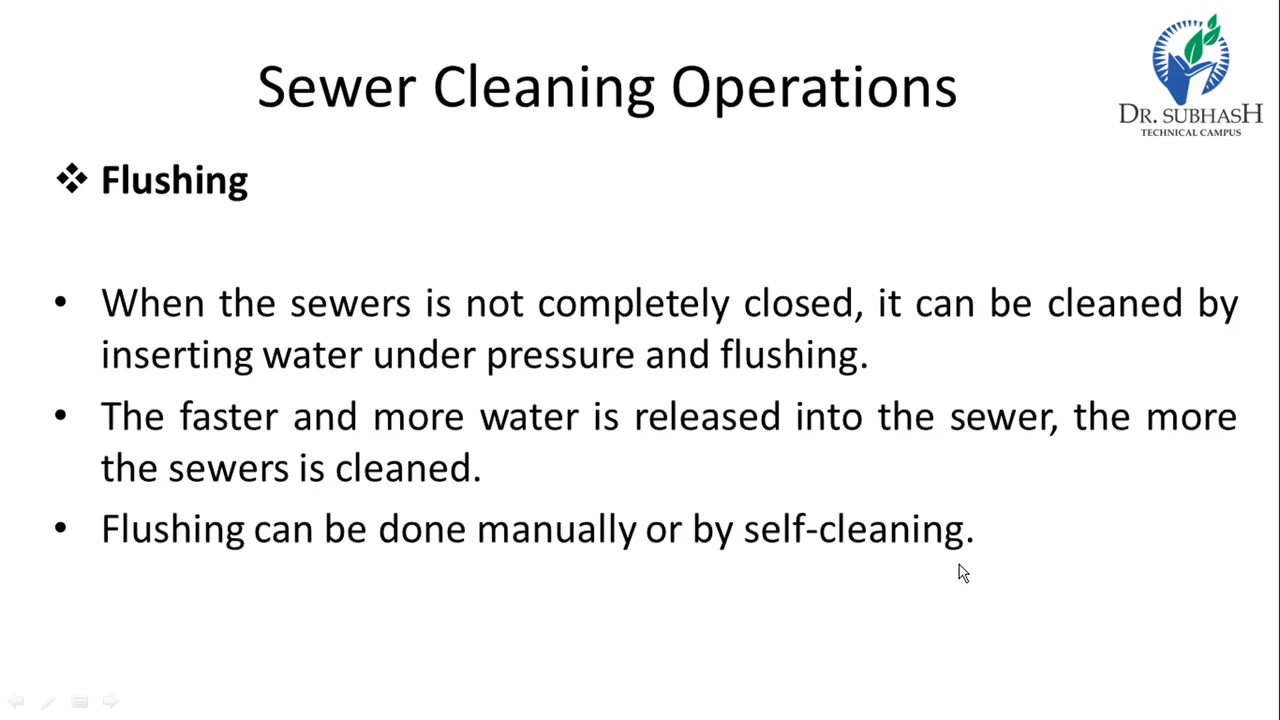 Sewer Cleaning Operations
DR. SUBHASH
TECHNICAL CAMPUS
❖ Flushing
• When the sewers is not completely closed, it can be cleaned by
inserting water under pressure and flushing.
• The faster and more water is released into the sewer, the more
the sewers is cleaned.
• Flushing can be done manually or by self-cleaning.